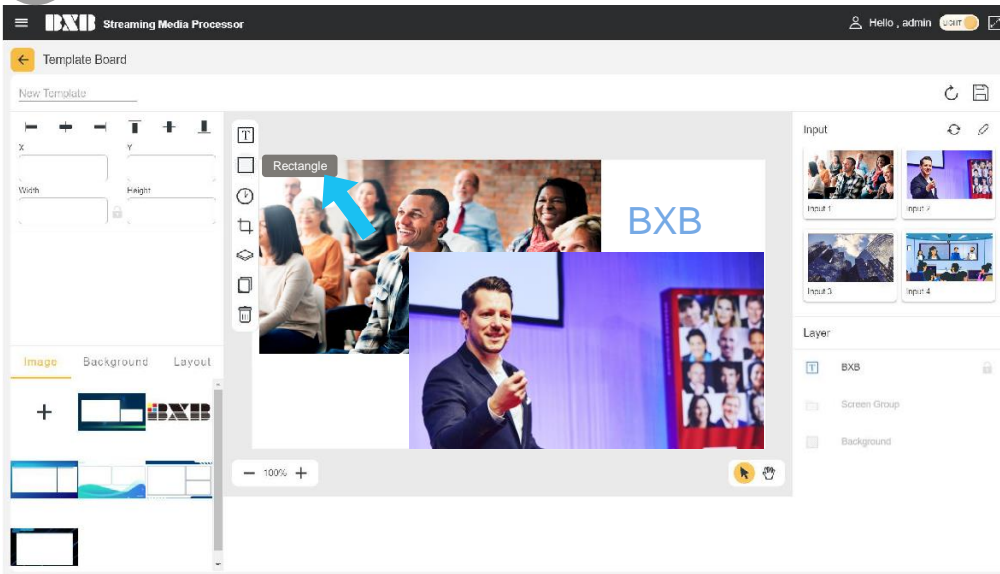 BXB Streaming Media Processor
Hello , admin LIGHT
Template Board
New Template
X Y
Width Height
T
Rectangle
BXB
Input
Input 1 Input 2
Input 3 Input 4
Layer
T BXB
Screen Group
Background
Image Background Layout
+ BXB
100%